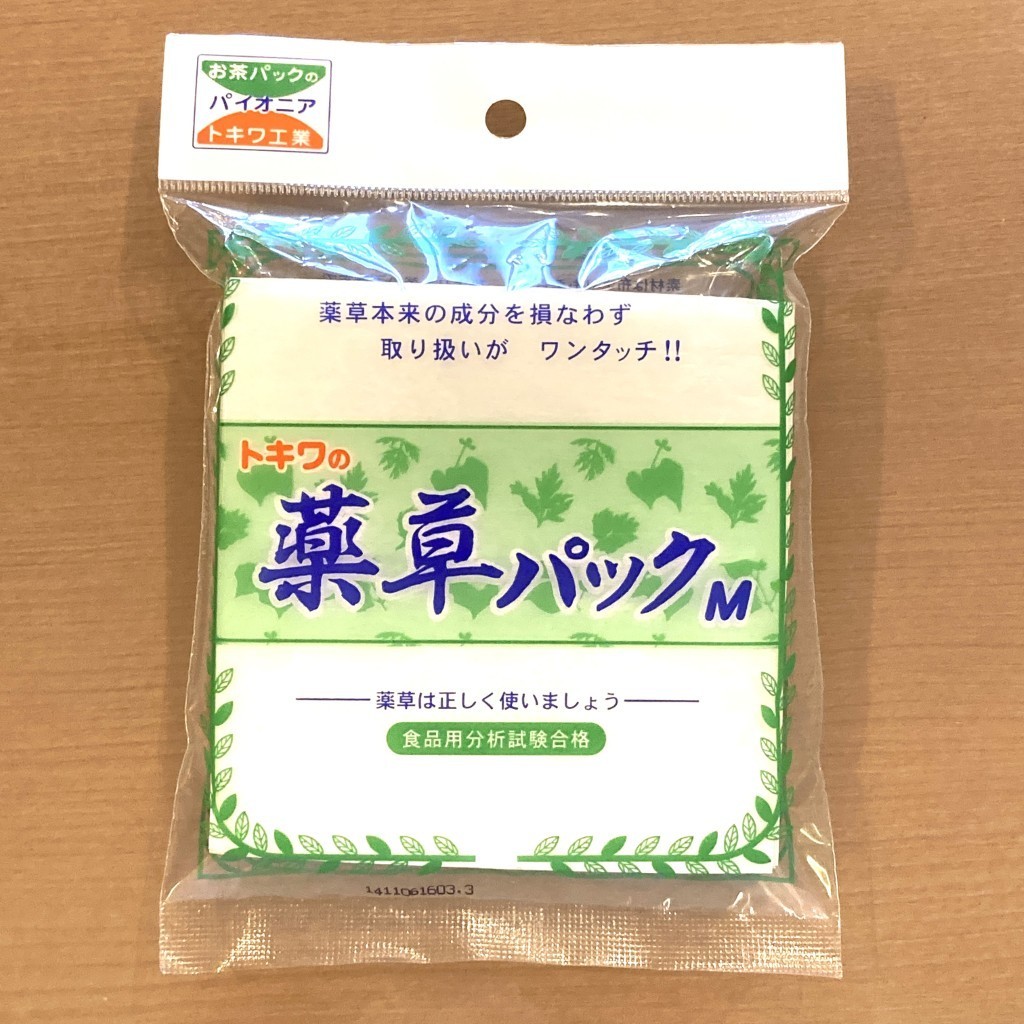 お茶パックの
パイオニア
トキワ工業
薬草本来の成分を損なわず
取り扱いが ワンタッチ!!
トキワの
薬草パックM
薬草は正しく使いましょう
食品用分析試験合格
1411061603.3